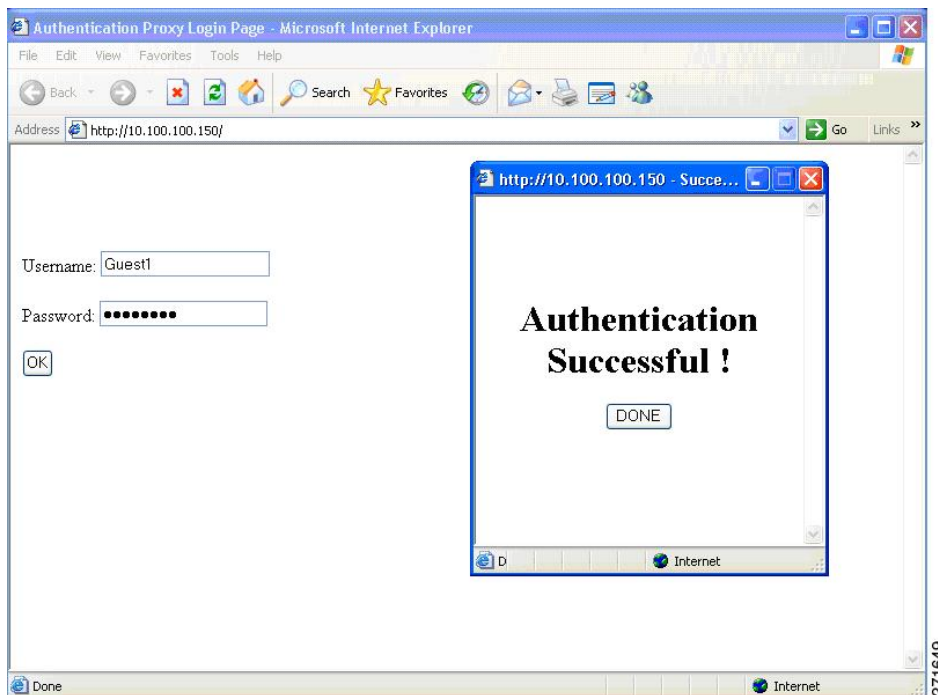 Authentication Proxy Login Page - Microsoft Internet Explorer
File Edit View Favorites Tools Help
Back Search Favorites
Address http://10.100.100.150/ Go Links »
http://10.100.100.150 - Succe...
Username: Guest1
Password: ●●●●●●●●
OK
Authentication
Successful !
DONE
D Internet
Done Internet
271649